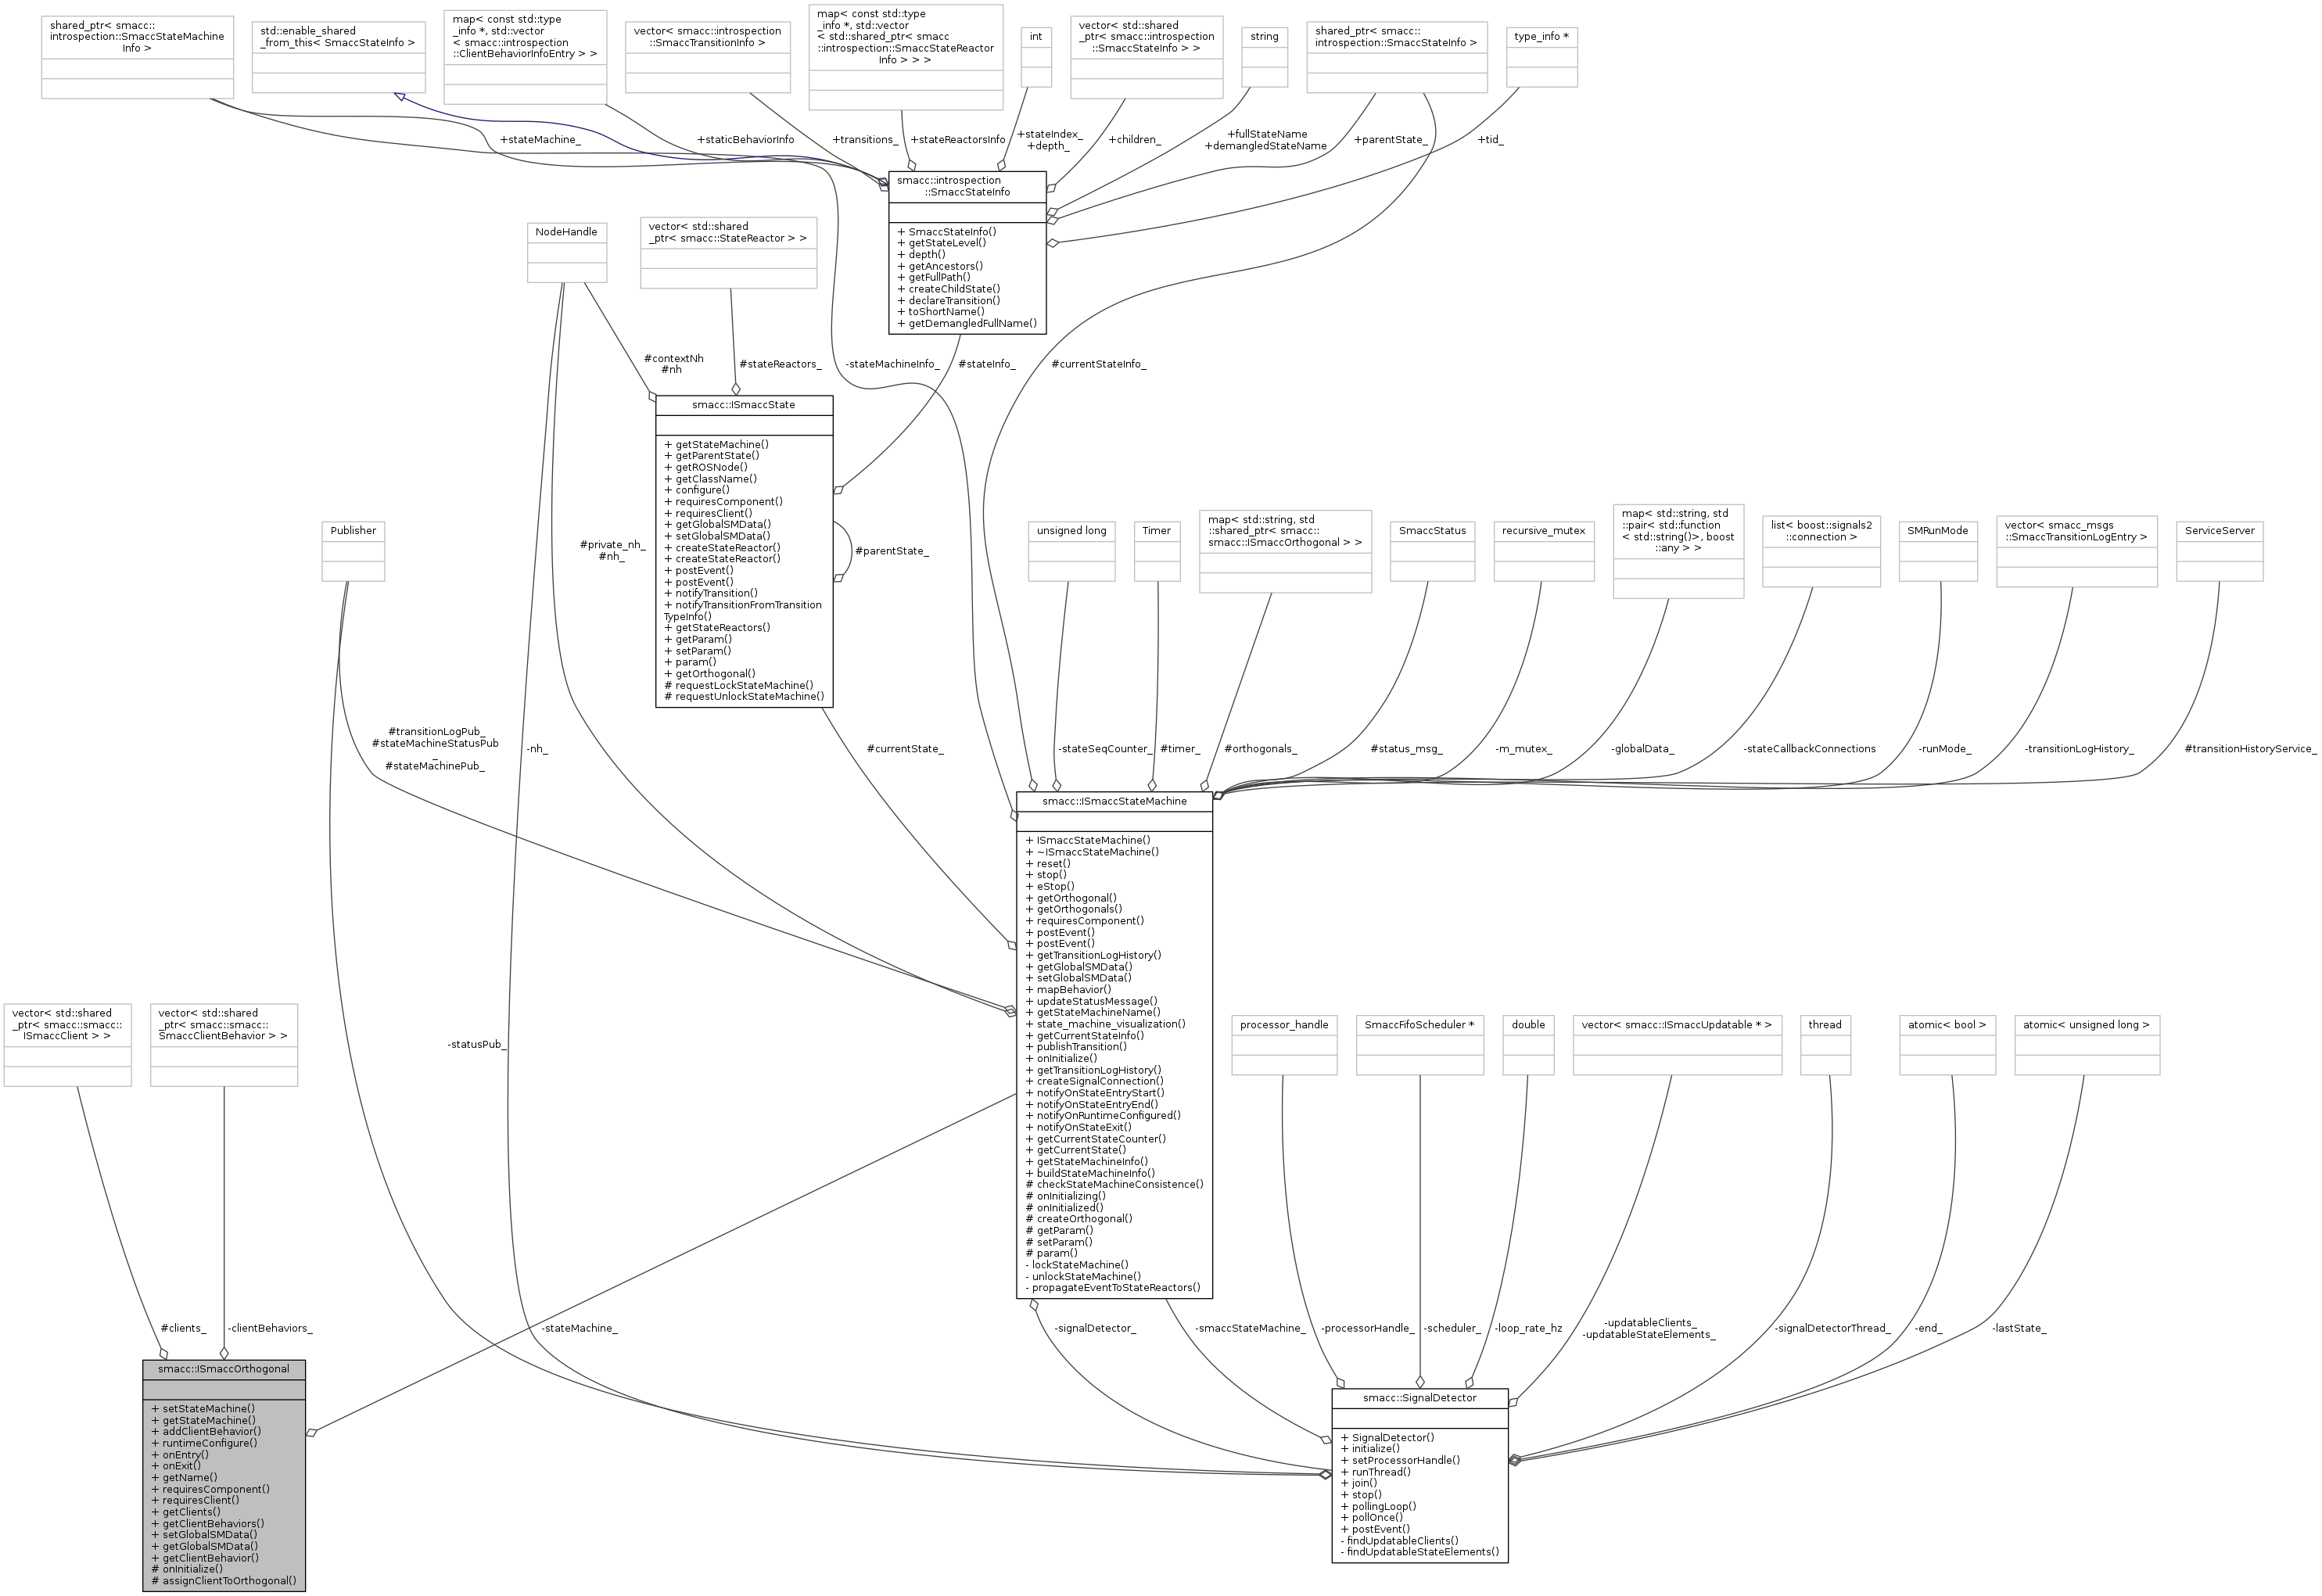 shared_ptr< smacc::
introspection::SmaccStateMachine
Info >
std::enable_shared
_from_this< SmaccStateInfo >
map< const std::type
_info *, std::vector
< smacc::introspection
::ClientBehaviorInfoEntry > >
vector< smacc::introspection
::SmaccTransitionInfo >
map< const std::type
_info *, std::vector
< std::shared_ptr< smacc
::introspection::SmaccStateReactor
Info > > >
int
vector< std::shared
_ptr< smacc::introspection
::SmaccStateInfo > >
string
shared_ptr< smacc::
introspection::SmaccStateInfo >
type_info *
+stateMachine_
+staticBehaviorInfo
+transitions_
+stateReactorsInfo
+stateIndex_
+depth_
+children_
+fullStateName
+demangledStateName
+parentState_
+tid_
smacc::introspection
::SmaccStateInfo
+ SmaccStateInfo()
+ getStateLevel()
+ depth()
+ getAncestors()
+ getFullPath()
+ createChildState()
+ declareTransition()
+ toShortName()
+ getDemangledFullName()
NodeHandle
vector< std::shared
_ptr< smacc::StateReactor > >
#contextNh
#nh
#stateReactors_
-stateMachineInfo_
#stateInfo_
#currentStateInfo_
smacc::ISmaccState
+ getStateMachine()
+ getParentState()
+ getROSNode()
+ getClassName()
+ configure()
+ requiresComponent()
+ requiresClient()
+ getGlobalSMData()
+ setGlobalSMData()
+ createStateReactor()
+ createStateReactor()
+ postEvent()
+ postEvent()
+ notifyTransition()
+ notifyTransitionFromTransition
TypeInfo()
+ getStateReactors()
+ getParam()
+ setParam()
+ param()
+ getOrthogonal()
# requestLockStateMachine()
# requestUnlockStateMachine()
#private_nh_
#nh_
#parentState_
Publisher
unsigned long
Timer
map< std::string, std
::shared_ptr< smacc::
smacc::ISmaccOrthogonal > >
SmaccStatus
recursive_mutex
map< std::string, std
::pair< std::function
< std::string()>, boost
::any > >
list< boost::signals2
::connection >
SMRunMode
vector< smacc_msgs
::SmaccTransitionLogEntry >
ServiceServer
#transitionLogPub_
#stateMachineStatusPub
_
#stateMachinePub_
-nh_
#currentState_
-stateSeqCounter_
#timer_
#orthogonals_
#status_msg_
-m_mutex_
-globalData_
-stateCallbackConnections
-runMode_
-transitionLogHistory_
#transitionHistoryService_
smacc::ISmaccStateMachine
+ ISmaccStateMachine()
+ ~ISmaccStateMachine()
+ reset()
+ stop()
+ eStop()
+ getOrthogonal()
+ getOrthogonals()
+ requiresComponent()
+ postEvent()
+ postEvent()
+ getTransitionLogHistory()
+ getGlobalSMData()
+ setGlobalSMData()
+ mapBehavior()
+ updateStatusMessage()
+ getStateMachineName()
+ state_machine_visualization()
+ getCurrentStateInfo()
+ publishTransition()
+ onInitialize()
+ getTransitionLogHistory()
+ createSignalConnection()
+ notifyOnStateEntryStart()
+ notifyOnStateEntryEnd()
+ notifyOnRuntimeConfigured()
+ notifyOnStateExit()
+ getCurrentStateCounter()
+ getCurrentState()
+ getStateMachineInfo()
+ buildStateMachineInfo()
# checkStateMachineConsistence()
# onInitializing()
# onInitialized()
# createOrthogonal()
# getParam()
# setParam()
# param()
- lockStateMachine()
- unlockStateMachine()
- propagateEventToStateReactors()
vector< std::shared
_ptr< smacc::smacc::
ISmaccClient > >
vector< std::shared
_ptr< smacc::smacc::
SmaccClientBehavior > >
-statusPub_
processor_handle
SmaccFifoScheduler *
double
vector< smacc::ISmaccUpdatable * >
thread
atomic< bool >
atomic< unsigned long >
#clients_
-clientBehaviors_
-stateMachine_
-signalDetector_
-smaccStateMachine_
-processorHandle_
-scheduler_
-loop_rate_hz
-updatableClients_
-updatableStateElements_
-signalDetectorThread_
-end_
-lastState_
smacc::ISmaccOrthogonal
+ setStateMachine()
+ getStateMachine()
+ addClientBehavior()
+ runtimeConfigure()
+ onEntry()
+ onExit()
+ getName()
+ requiresComponent()
+ requiresClient()
+ getClients()
+ getClientBehaviors()
+ setGlobalSMData()
+ getGlobalSMData()
+ getClientBehavior()
# onInitialize()
# assignClientToOrthogonal()
smacc::SignalDetector
+ SignalDetector()
+ initialize()
+ setProcessorHandle()
+ runThread()
+ join()
+ stop()
+ pollingLoop()
+ pollOnce()
+ postEvent()
- findUpdatableClients()
- findUpdatableStateElements()